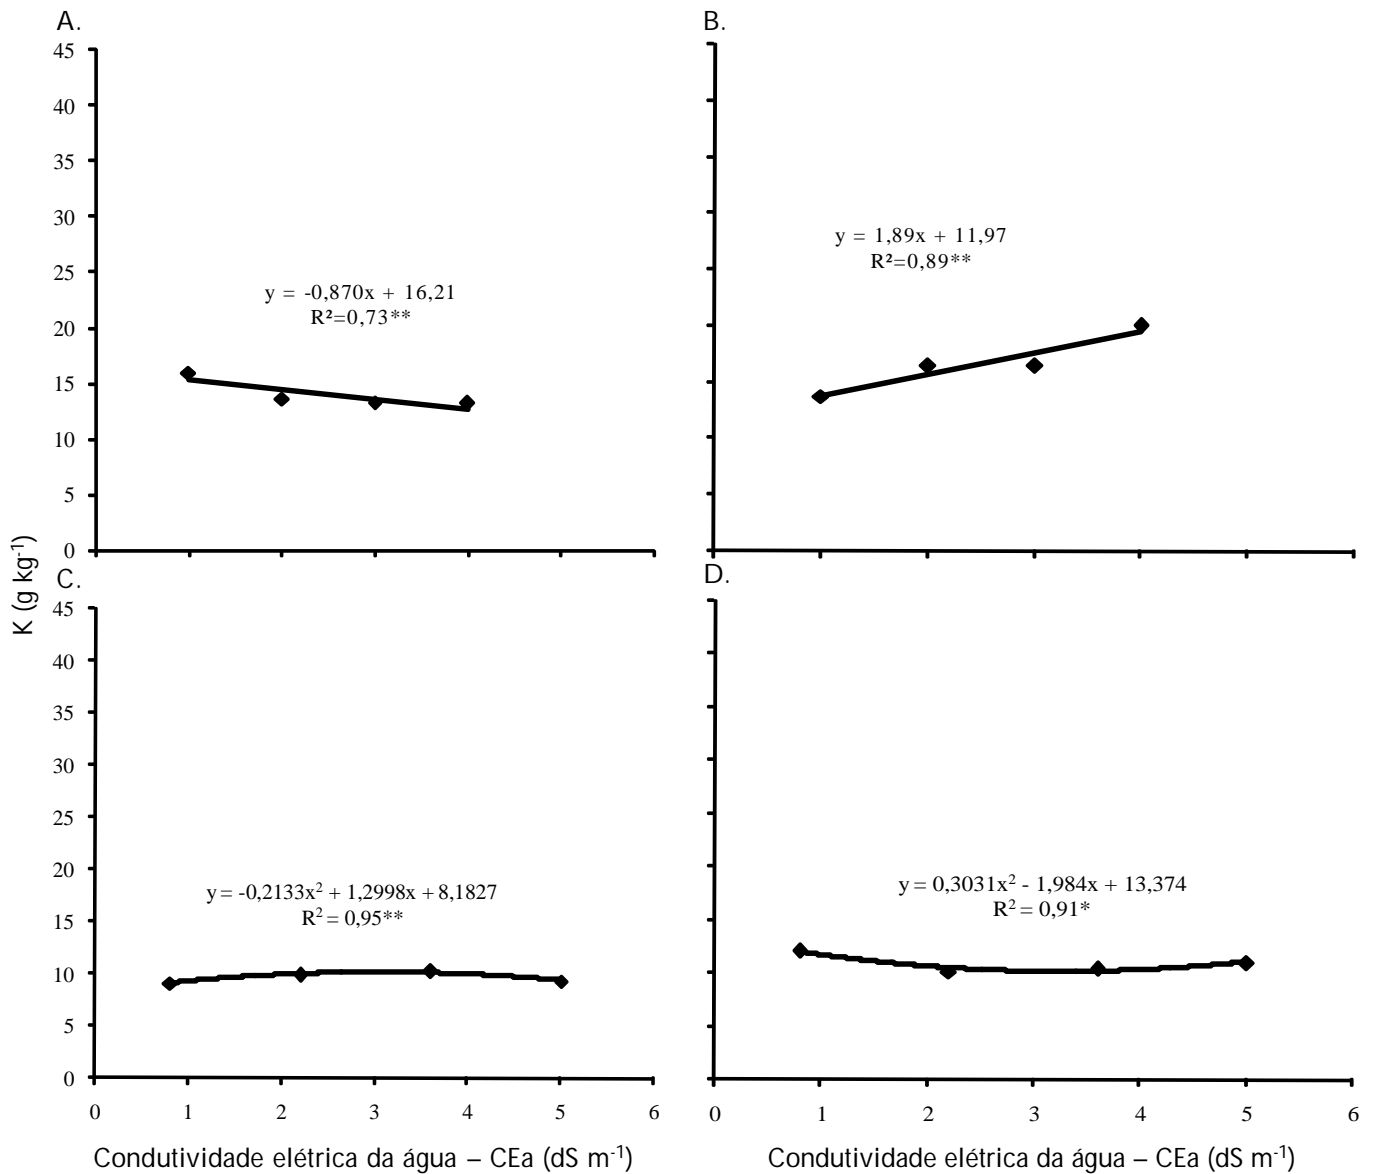 A.
45
40
35
30
25
20
15
10
5
0
y = -0,870x + 16,21
R²=0,73**
B.
y = 1,89x + 11,97
R²=0,89**
K (g kg-1)
C.
45
40
35
30
25
20
15
10
5
0
y = -0,2133x² + 1,2998x + 8,1827
R² = 0,95**
0 1 2 3 4 5 6
Condutividade elétrica da água – CEa (dS m-1)
D.
y = 0,3031x² - 1,984x + 13,374
R² = 0,91*
0 1 2 3 4 5 6
Condutividade elétrica da água – CEa (dS m-1)